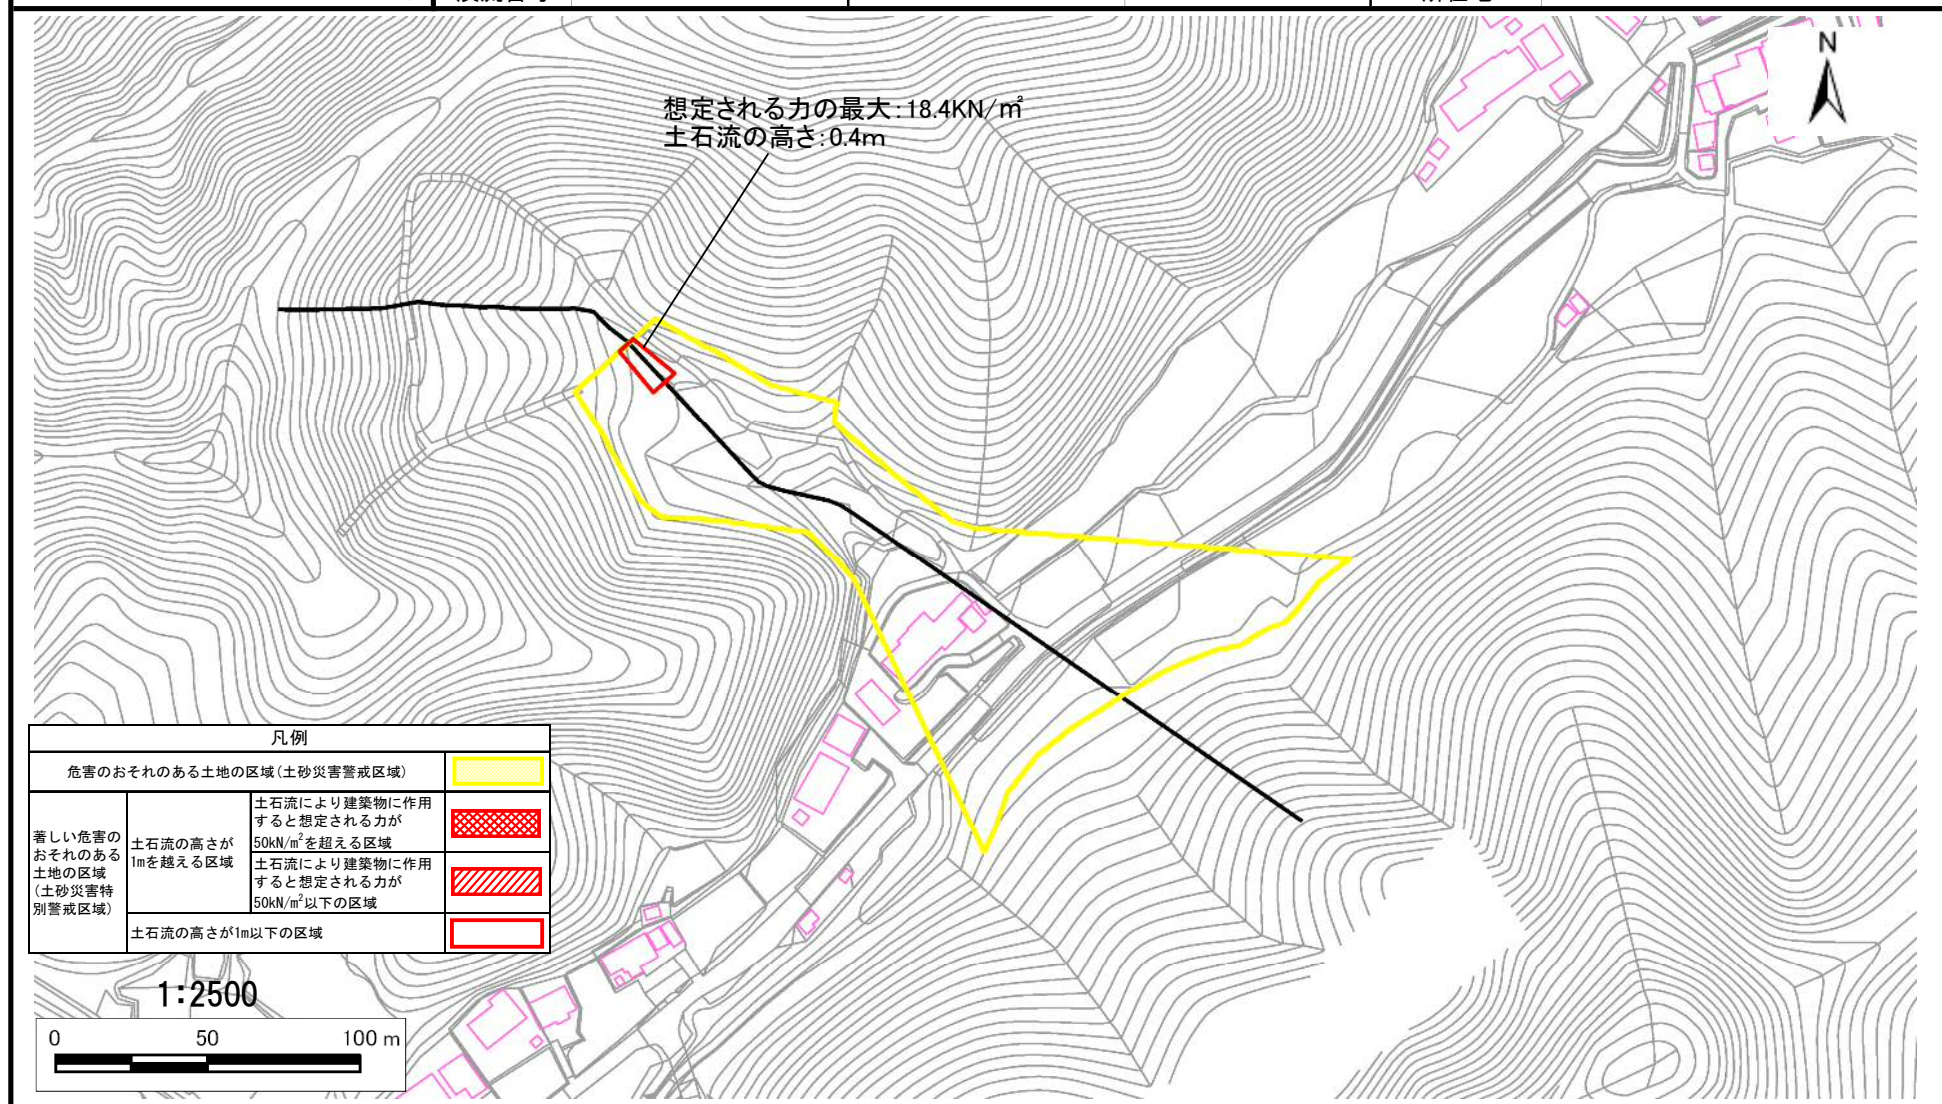 N
想定される力の最大:18.4KN/㎡
土石流の高さ:0.4m
凡例
危害のおそれのある土地の区域(土砂災害警戒区域)
著しい危害の
おそれのある
土地の区域
(土砂災害特
別警戒区域)
土石流の高さが
1mを越える区域
土石流により建築物に作用
すると想定される力が
50kN/m²を超える区域
土石流により建築物に作用
すると想定される力が
50kN/m²以下の区域
土石流の高さが1m以下の区域
1:2500
0 50 100 m